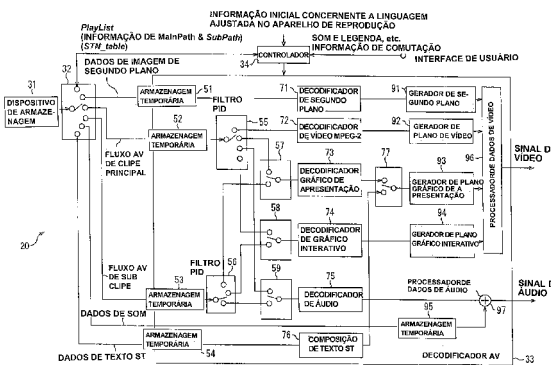 INFORMAÇÃO INICIAL CONCERNENTE A LINGUAGEM
AJUSTADA NO APARELHO DE REPRODUÇÃO
PlayList
(INFORMAÇÃO DE MainPath & SubPath)
(STN_table)
SOM E LEGENDA, etc.
INFORMAÇÃO DE COMUTAÇÃO
CONTROLADOR
34
INTERFACE DE USUÁRIO
DADOS DE IMAGEM DE
SEGUNDO PLANO
31
32
DISPOSITIVO
DE ARMAZE-
NAGEM
ARMAZENAGEM
TEMPORÁRIA
51
FILTRO
PID
55
71
DECODIFICADOR
DE SEGUNDO
PLANO
91
GERADOR DE SE-
GUNDO PLANO
52
ARMAZENAGEM
TEMPORÁRIA
72
DECODIFICADOR
DE VÍDEO MPEG-2
92
GERADOR DE
PLANO DE VÍDEO
FLUXO AV
DE CLIPE
PRINCIPAL
57
73
DECODIFICADOR
GRÁFICO DE
APRESENTAÇÃO
77
93
GERADOR DE PLANO
GRÁFICO DE A
PRESENTAÇÃO
96
PROCESSADOR DE DADOS DE VÍDEO
SINAL DE
VÍDEO
58
74
DECODIFICADOR
DE GRÁFICO
INTERATIVO
94
GERADOR DE PLANO
GRÁFICO INTERATIVO
20
FLUXO AV
DE SUB
CLIPE
53
ARMAZENAGEM
TEMPORÁRIA
FILTRO
PID
56
59
75
DECODIFICADOR
DE ÁUDIO
PROCESSADORDE
DADOS DE ÁUDIO
SINAL DE
ÁUDIO
97
DADOS DE SOM
95
ARMAZENAGEM
TEMPORÁRIA
76
COMPOSIÇÃO
DE TEXTO ST
ARMAZENAGEM
TEMPORÁRIA
54
DADOS DE TEXTO ST
DECODIFICADOR AV
33